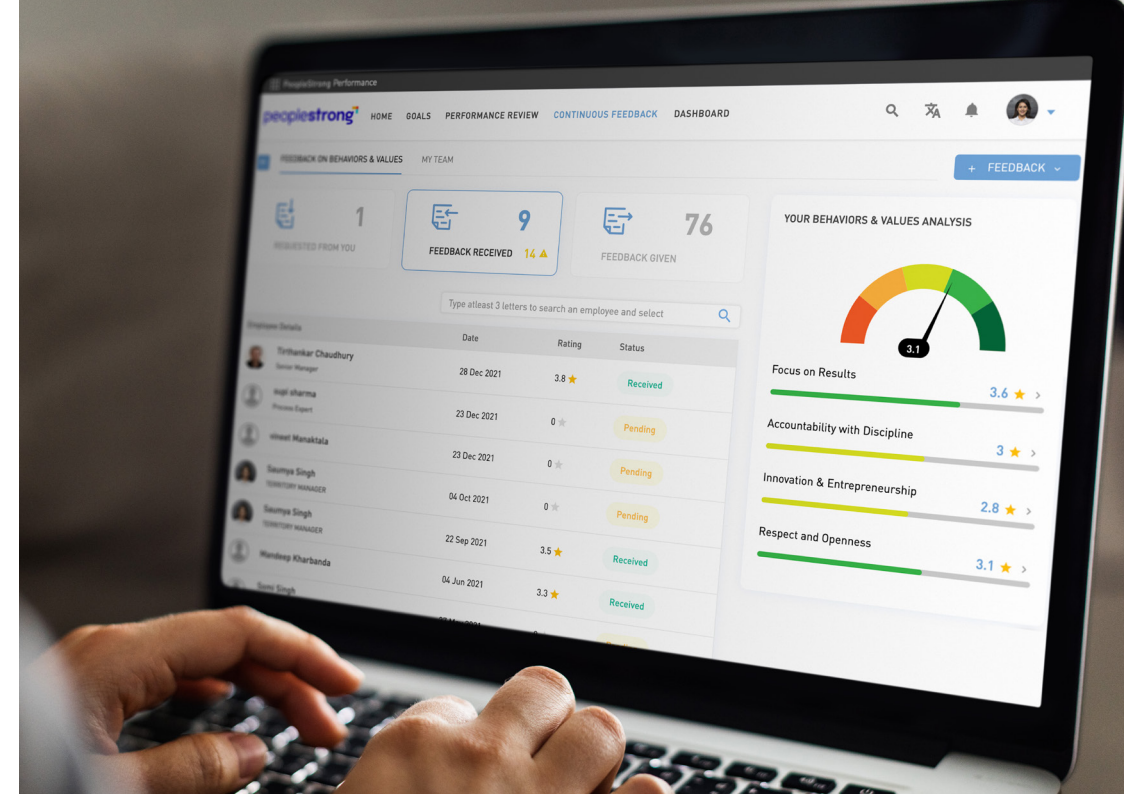 PeopleStrong Performance
peoplestrong
HOME GOALS PERFORMANCE REVIEW CONTINUOUS FEEDBACK DASHBOARD
FEEDBACK ON BEHAVIORS & VALUES MY TEAM
+ FEEDBACK
1
REQUESTED FROM YOU
9
FEEDBACK RECEIVED 14
76
FEEDBACK GIVEN
Type atleast 3 letters to search an employee and select
Employee Details Date Rating Status
Tirthankar Chaudhury 28 Dec 2021 3.8 Received
Senior Manager
supi sharma 23 Dec 2021 0 Pending
Process Expert
vineet Manaktala 23 Dec 2021 0 Pending
Saumya Singh 04 Oct 2021 0 Pending
TERRITORY MANAGER
Saumya Singh 22 Sep 2021 3.5 Received
TERRITORY MANAGER
Mandeep Kharbanda 04 Jun 2021 3.3 Received
Somi Singh
YOUR BEHAVIORS & VALUES ANALYSIS
3.1
Focus on Results
3.6
Accountability with Discipline
3
Innovation & Entrepreneurship
2.8
Respect and Openness
3.1